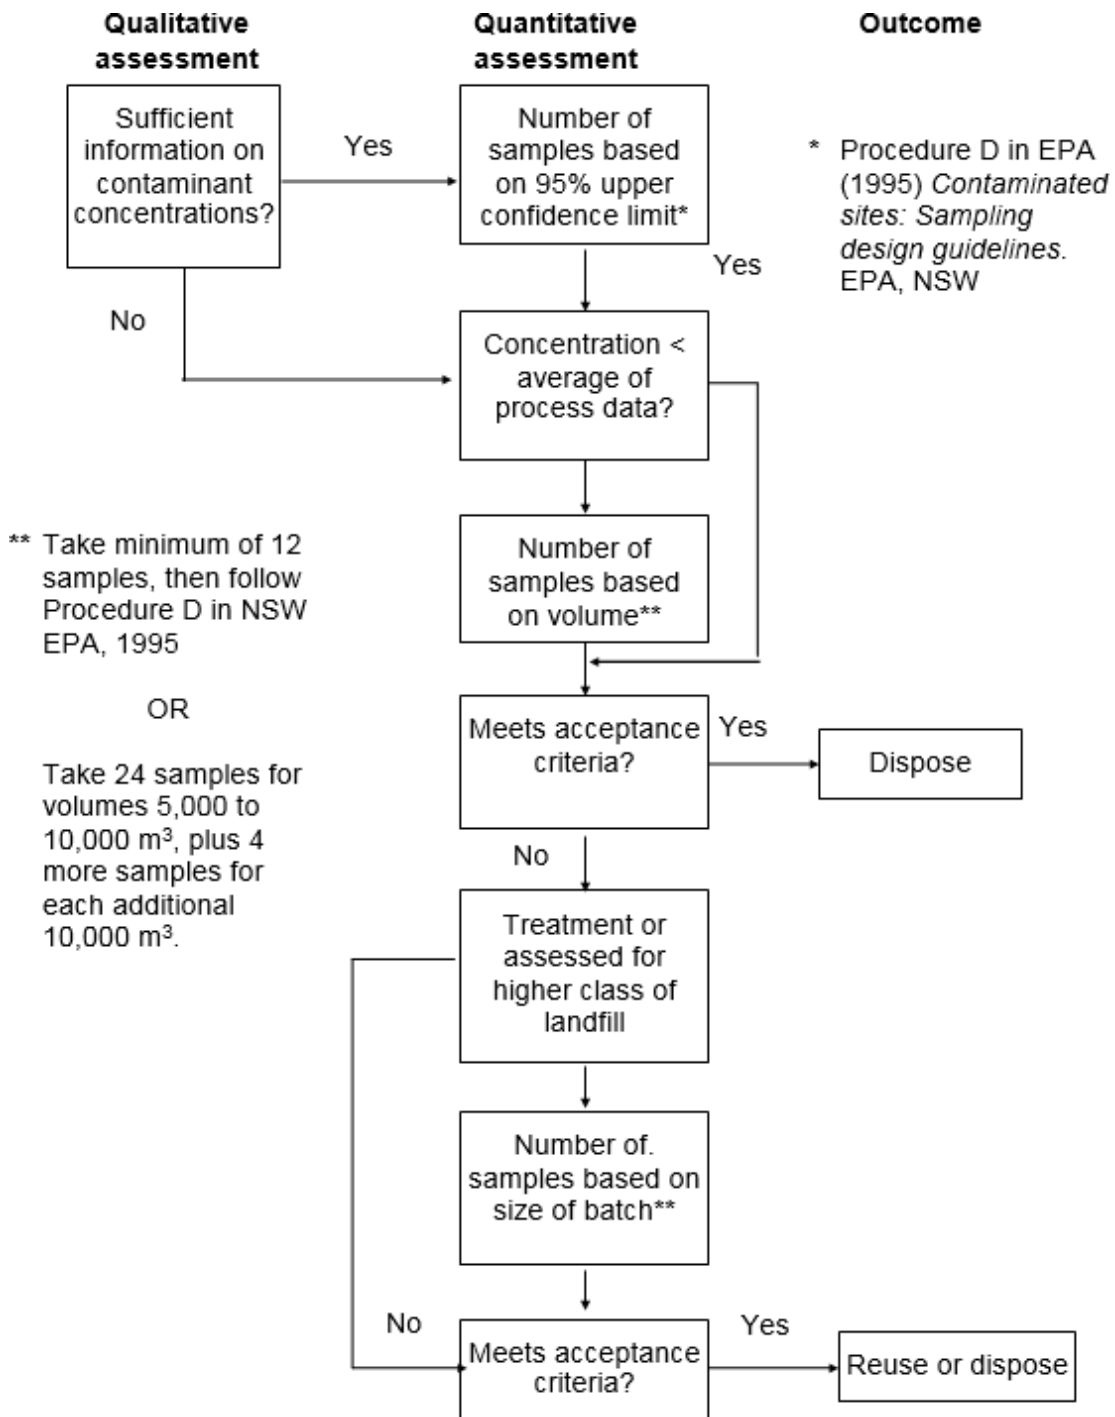 Qualitative
assessment
Quantitative
assessment
Outcome
Sufficient
information on
contaminant
concentrations?
Yes
Number of
samples based
on 95% upper
confidence limit*
* Procedure D in EPA
(1995) Contaminated
sites: Sampling
design guidelines.
EPA, NSW
Yes
No
Concentration <
average of
process data?
** Take minimum of 12
samples, then follow
Procedure D in NSW
EPA, 1995
OR
Take 24 samples for
volumes 5,000 to
10,000 m³, plus 4
more samples for
each additional
10,000 m³.
Number of
samples based
on volume**
Meets acceptance
criteria?
Yes
Dispose
No
Treatment or
assessed for
higher class of
landfill
Number of.
samples based on
size of batch**
No
Meets acceptance
criteria?
Yes
Reuse or dispose